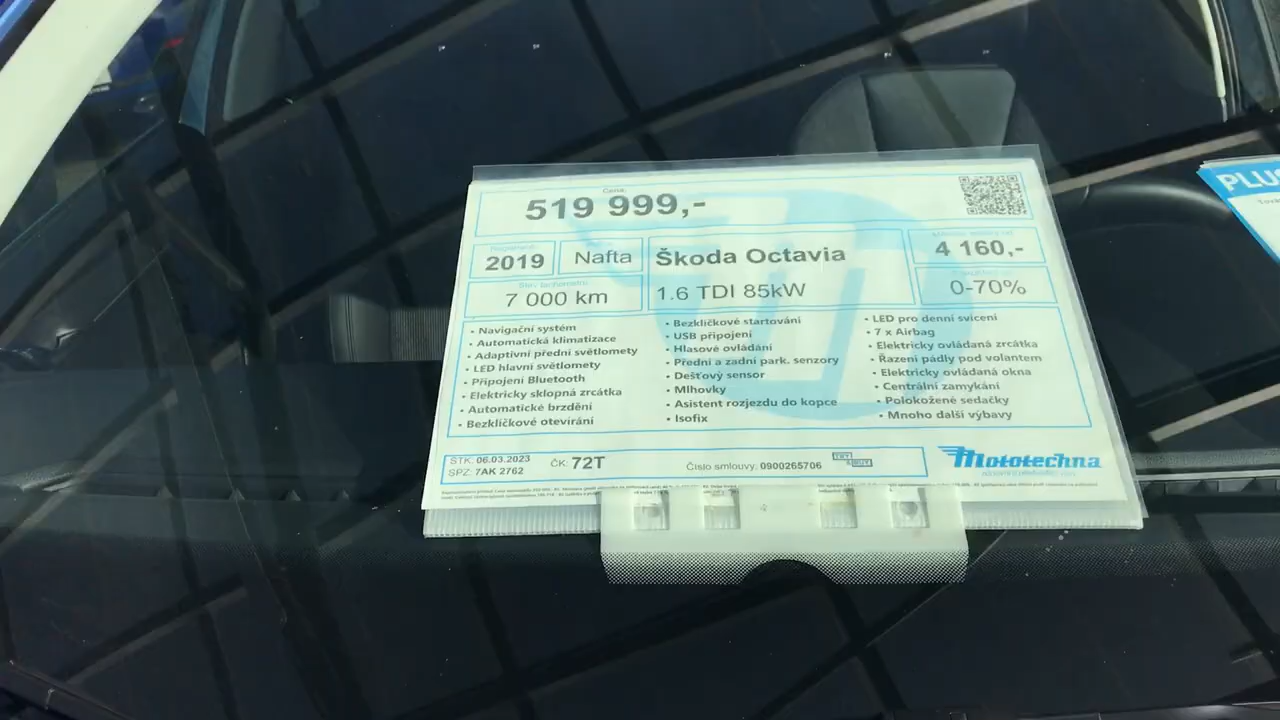 Cena:
519 999,-
2019
Nafta
Škoda Octavia
4 160,-
7 000 km
1.6 TDI 85kW
0-70%
• Navigační systém
• Automatická klimatizace
• Adaptivní přední světlomety
• LED hlavní světlomety
• Připojení Bluetooth
• Elektricky sklopná zrcátka
• Automatické brzdění
• Bezklíčkové otevírání
• Bezklíčkové startování
• USB připojení
• Hlasové ovládání
• Přední a zadní park. senzory
• Dešťový sensor
• Mlhovky
• Asistent rozjezdu do kopce
• Isofix
• LED pro denní svícení
• 7 x Airbag
• Elektricky ovládaná zrcátka
• Řazení pádly pod volantem
• Elektricky ovládaná okna
• Centrální zamykání
• Polokožené sedačky
• Mnoho další výbavy
STK: 06.03.2023
SPZ: 7AK 2762
ČK: 72T
Číslo smlouvy: 0900265706
TRY
&BUY
Mototechna
PLUS